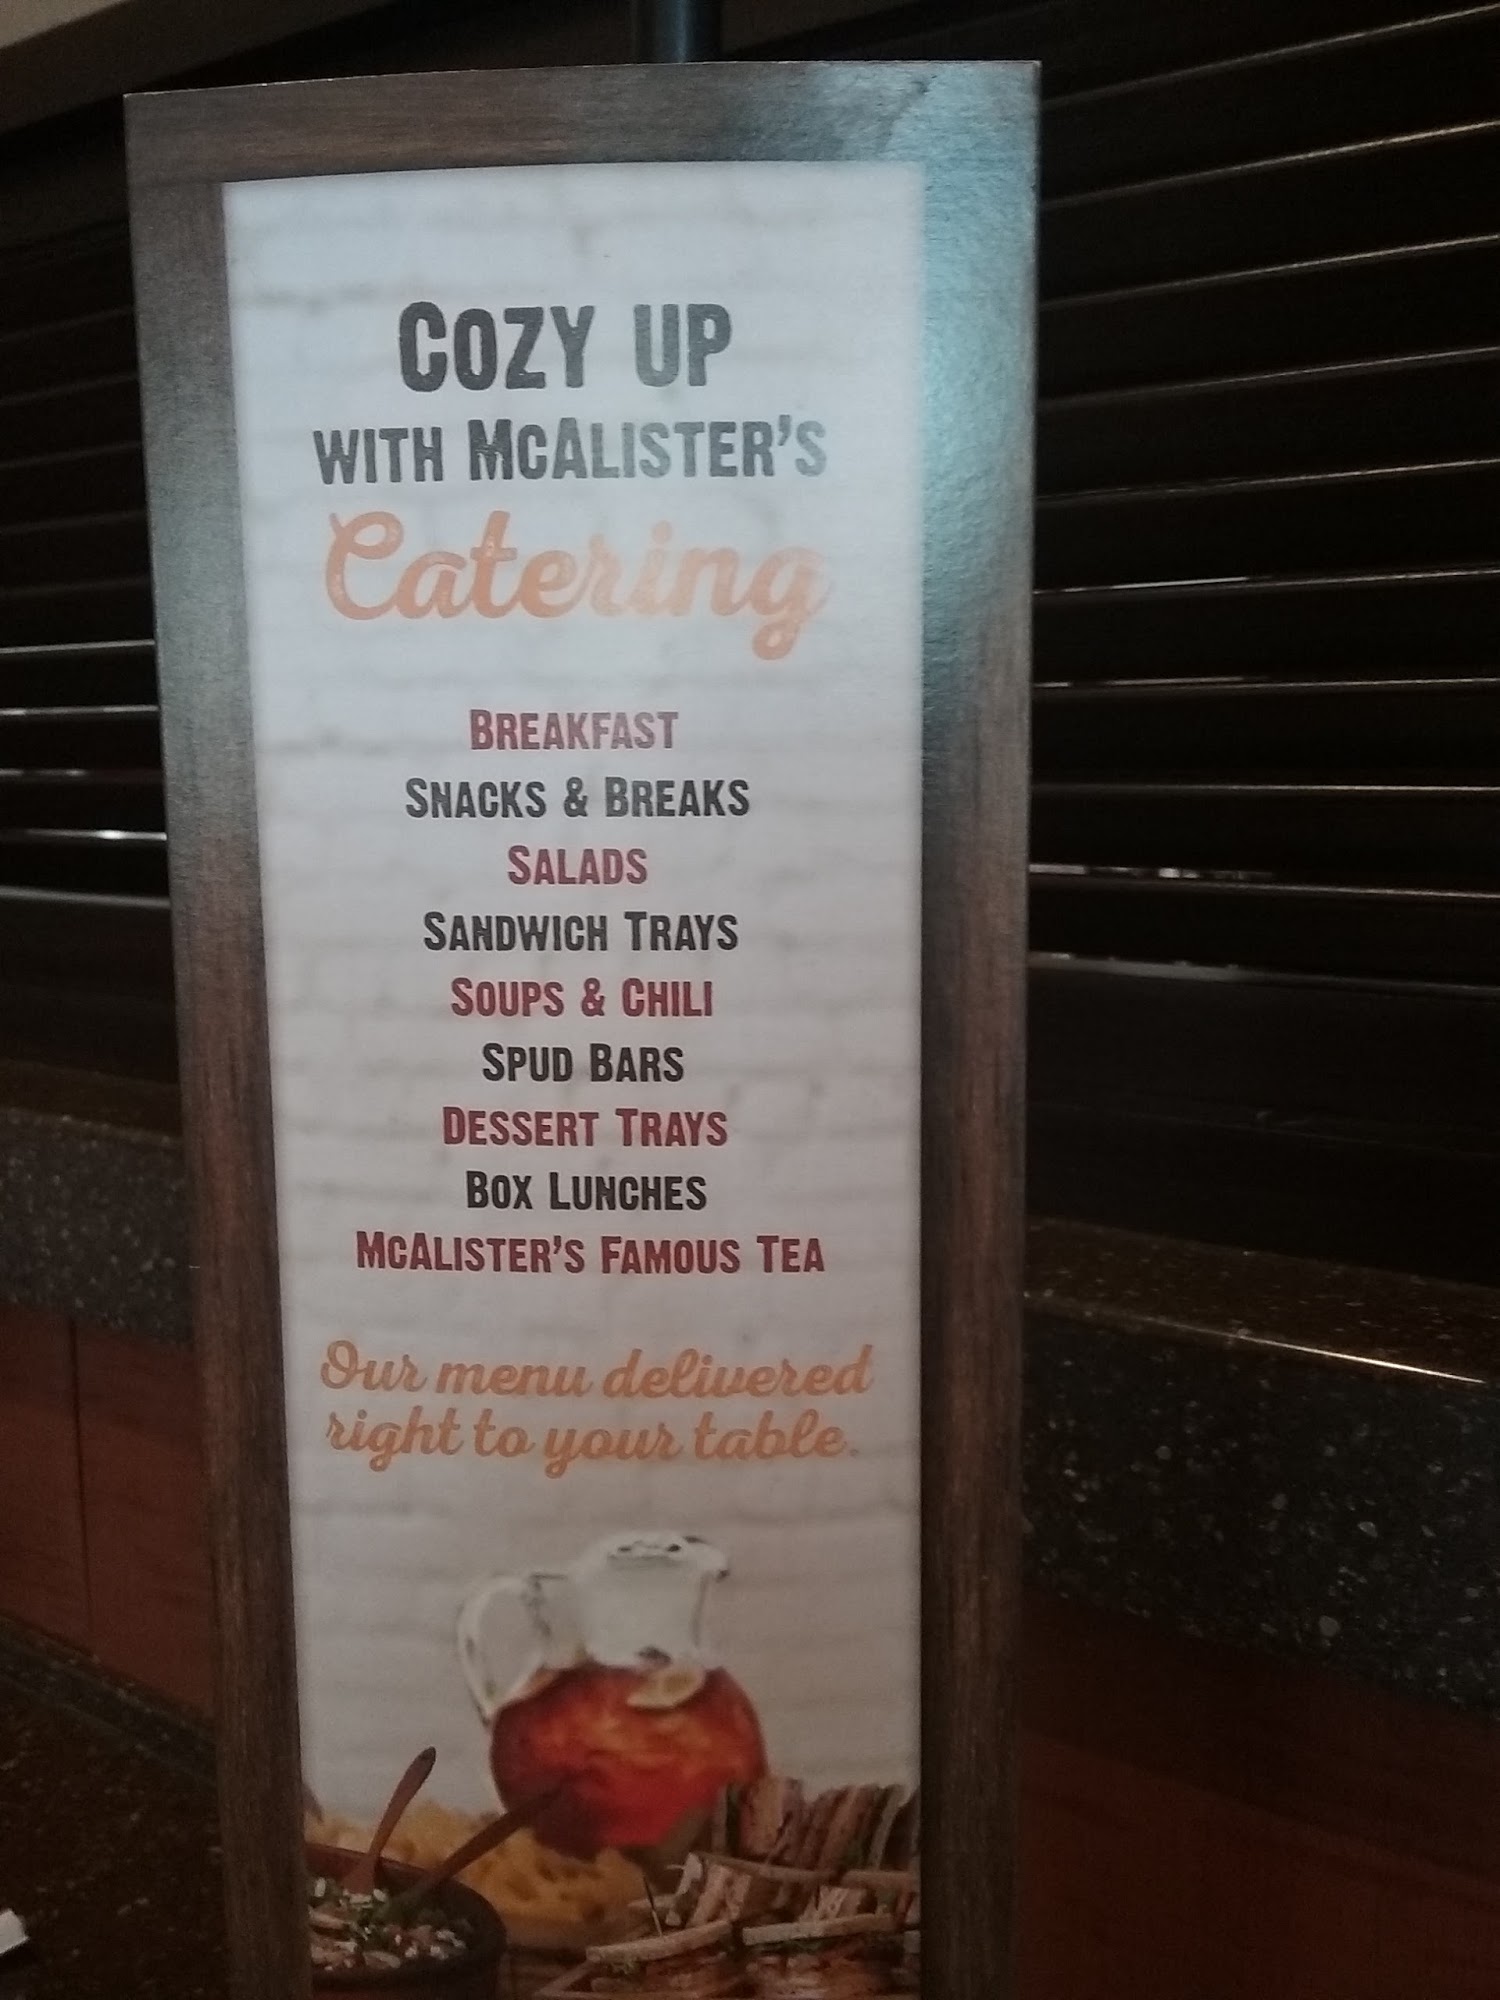 COZY UP
WITH MCALISTER'S
Catering
BREAKFAST
SNACKS & BREAKS
SALADS
SANDWICH TRAYS
SOUPS & CHILI
SPUD BARS
DESSERT TRAYS
BOX LUNCHES
MCALISTER'S FAMOUS TEA
Our menu delivered
right to your table.